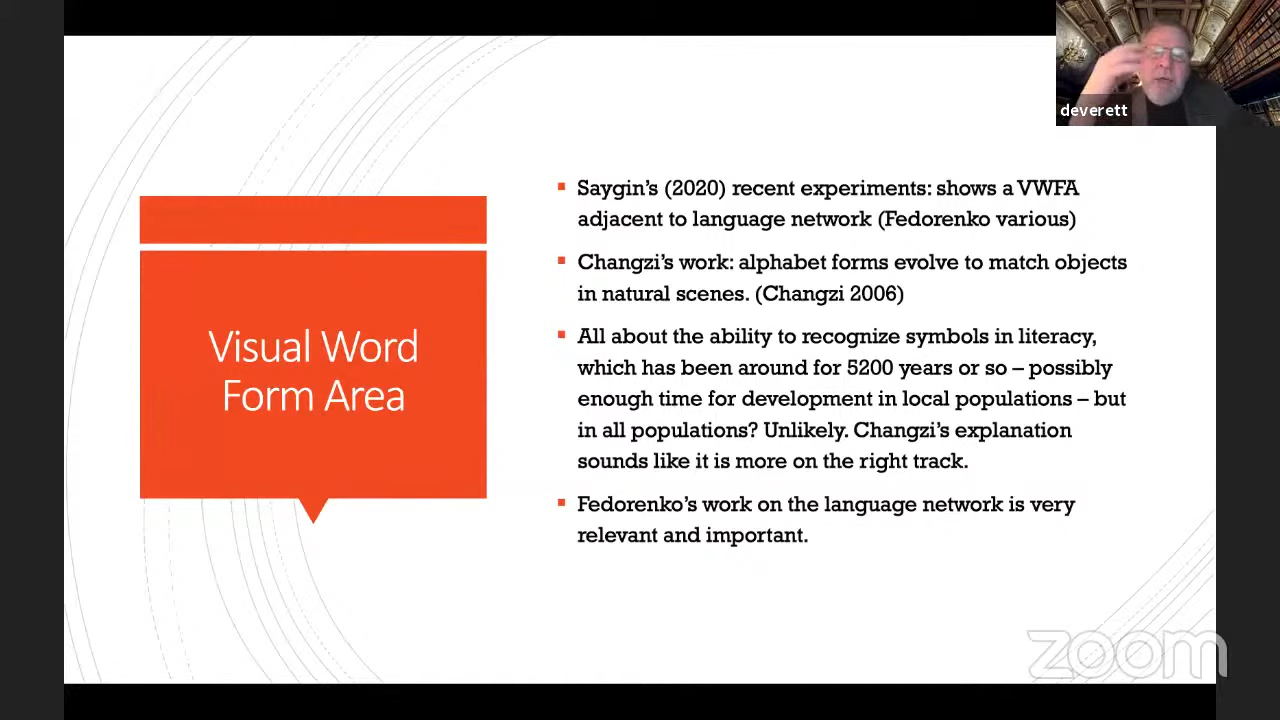 deverett
Visual Word
Form Area
Saygin's (2020) recent experiments: shows a VWFA
adjacent to language network (Fedorenko various)
Changzi's work: alphabet forms evolve to match objects
in natural scenes. (Changzi 2006)
All about the ability to recognize symbols in literacy,
which has been around for 5200 years or so – possibly
enough time for development in local populations – but
in all populations? Unlikely. Changzi's explanation
sounds like it is more on the right track.
Fedorenko's work on the language network is very
relevant and important.
zoom